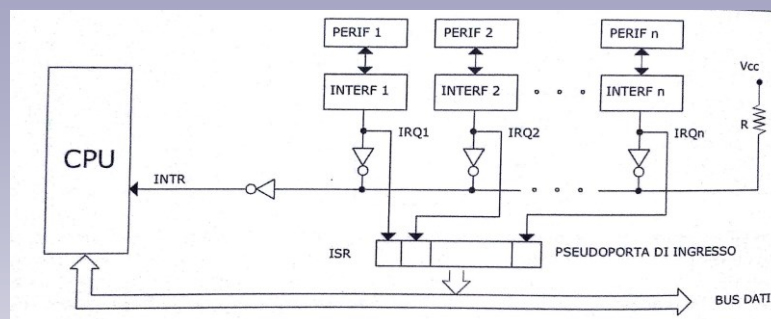 PERIF 1
PERIF 2
PERIF n
INTERF 1
INTERF 2
INTERF n
Vcc
R
CPU
IRQ1
IRQ2
IRQn
INTR
ISR
PSEUDOPORTA DI INGRESSO
BUS DATI